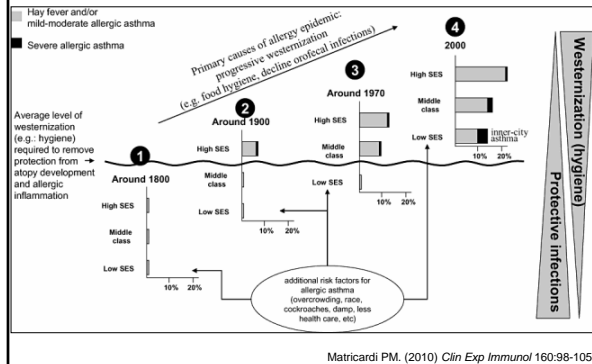 Hay fever and/or
mild-moderate allergic asthma
Severe allergic asthma
Primary causes of allergy epidemic:
progressive westernization
(e.g. food hygiene, decline orofecal infections)
Average level of
westernization
(e.g.: hygiene)
required to remove
protection from
atopy development
and allergic
inflammation
1
Around 1800
High SES
Middle
class
Low SES
10%
20%
2
Around 1900
High SES
Middle
class
Low SES
10%
20%
3
Around 1970
High SES
Middle
class
Low SES
10%
20%
4
2000
High SES
Middle
class
Low SES
inner-city
asthma
10%
20%
additional risk factors for
allergic asthma
(overcrowding, race,
cockroaches, damp, less
health care, etc)
Westernization (hygiene)
Protective infections
Matricardi PM. (2010) Clin Exp Immunol 160:98-105